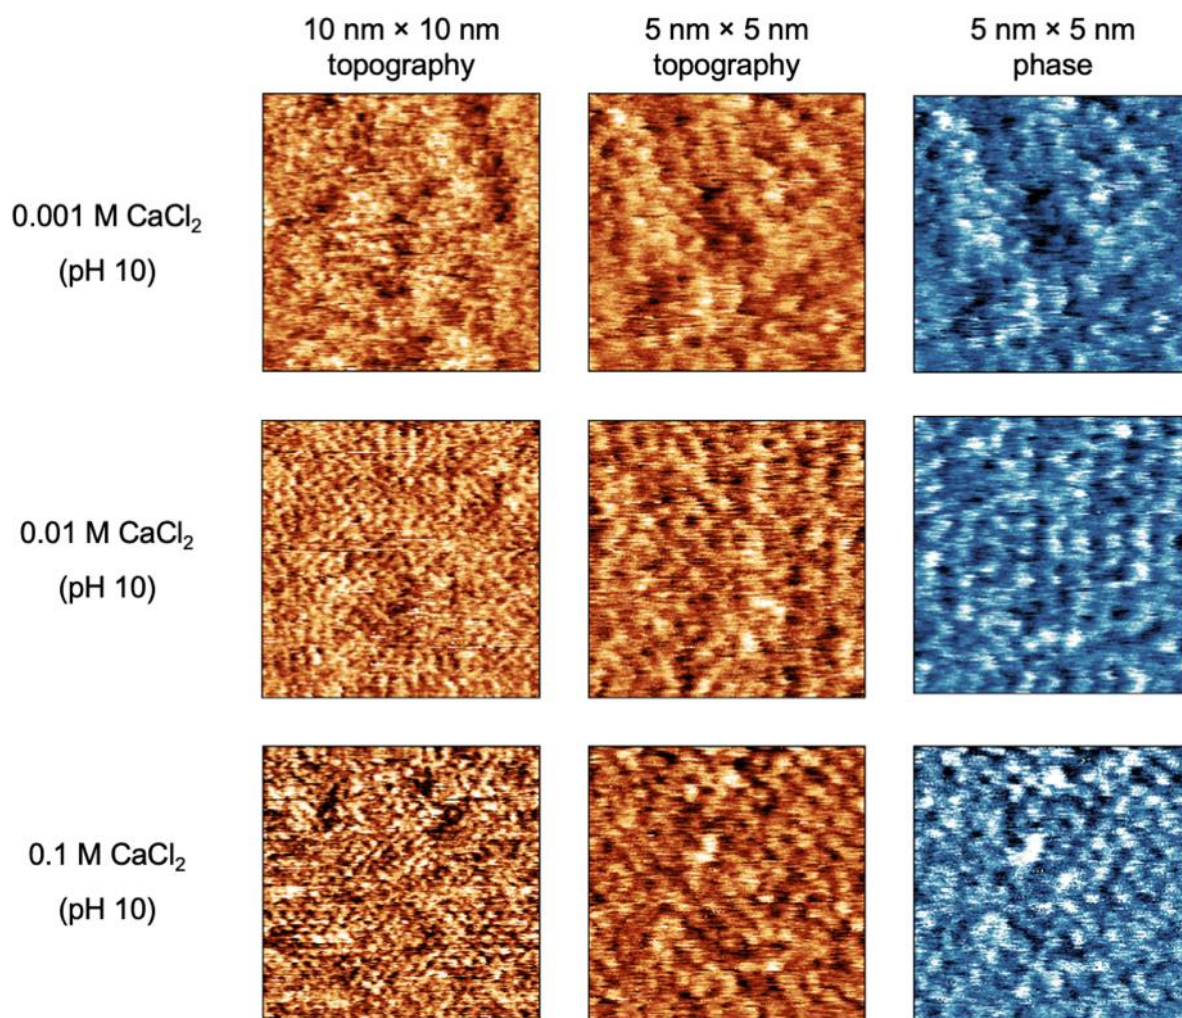 10 nm × 10 nm
topography
5 nm × 5 nm
topography
5 nm × 5 nm
phase
0.001 M CaCl₂
(pH 10)
0.01 M CaCl₂
(pH 10)
0.1 M CaCl₂
(pH 10)